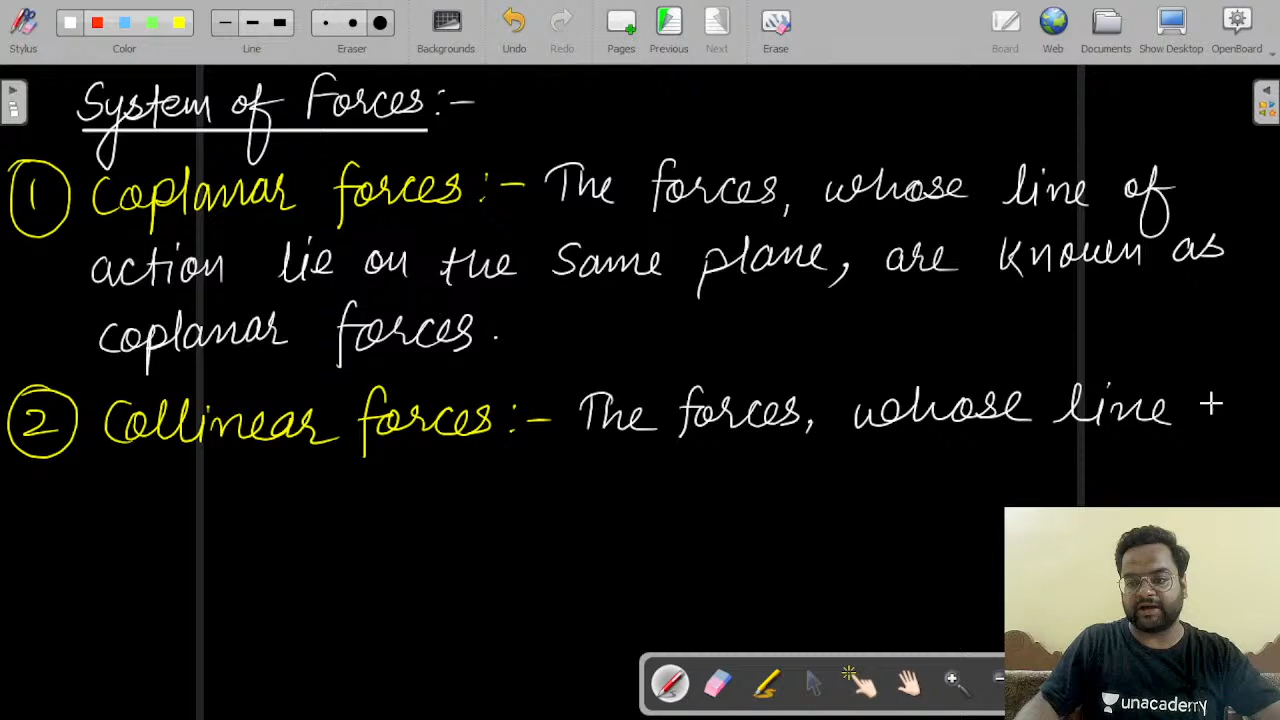 Stylus
Color
Line
Eraser
Backgrounds
Undo
Redo
Pages
Previous
Next
Erase
Board
Web
Documents
Show Desktop
OpenBoard
System of Forces:-
1 Coplanar forces:- The forces, whose line of
action lie on the same plane, are known as
coplanar forces.
2 Collinear forces:- The forces, whose line +
unacademy